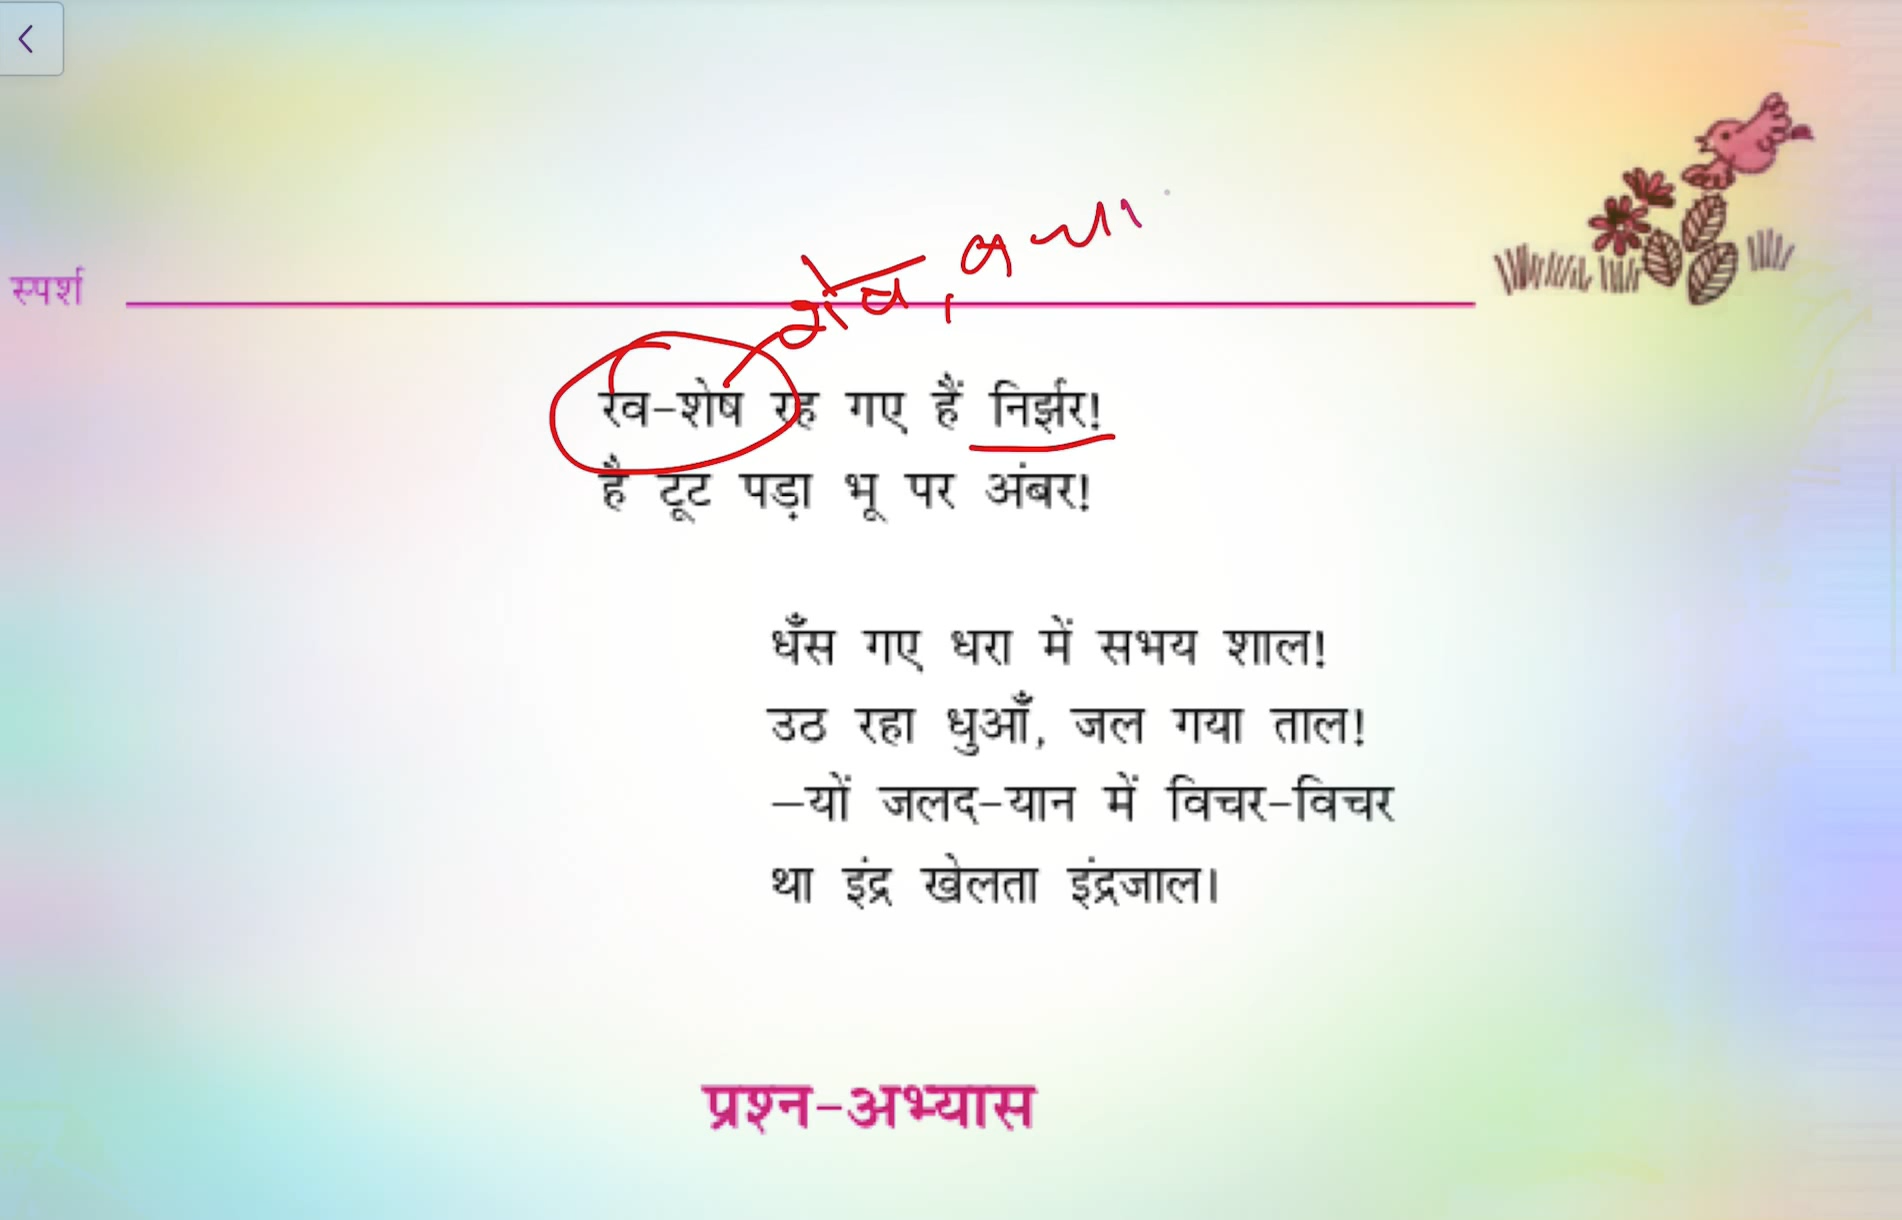 स्पर्श
रव-शेष रह गए हैं निर्झर!
है टूट पड़ा भू पर अंबर!
धँस गए धरा में सभय शाल!
उठ रहा धुआँ, जल गया ताल!
–यों जलद-यान में विचर-विचर
था इंद्र खेलता इंद्रजाल।
प्रश्न-अभ्यास